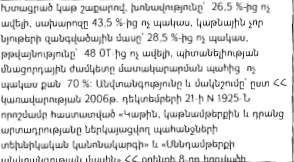 Խտացրած կաթ շաքարով, խոնավությունը՝ 26,5 %-ից ոչ
ավելի, սախարոզը 43,5 %-ից ոչ պակաս, կաթնային չոր
նյութերի զանգվածային մասը՝ 28,5 %-ից ոչ պակաս,
թթվայնությունը՝ 48 0T-ից ոչ ավելի, պիտանելիության
մնացորդային ժամկետը մատակարարման պահից ոչ
պակաս քան 70 %: Անվտանգությունը և մակնշումը՝ ըստ ՀՀ
կառավարության 2006թ. դեկտեմբերի 21-ի N 1925-Ն
որոշմամբ հաստատված «Կաթին, կաթնամթերքին և դրանց
արտադրությանը ներկայացվող պահանջների
տեխնիկական կանոնակարգի» և «Սննդամթերքի
անվտանգության մասին» ՀՀ օրենքի 8-րդ հոդվածի